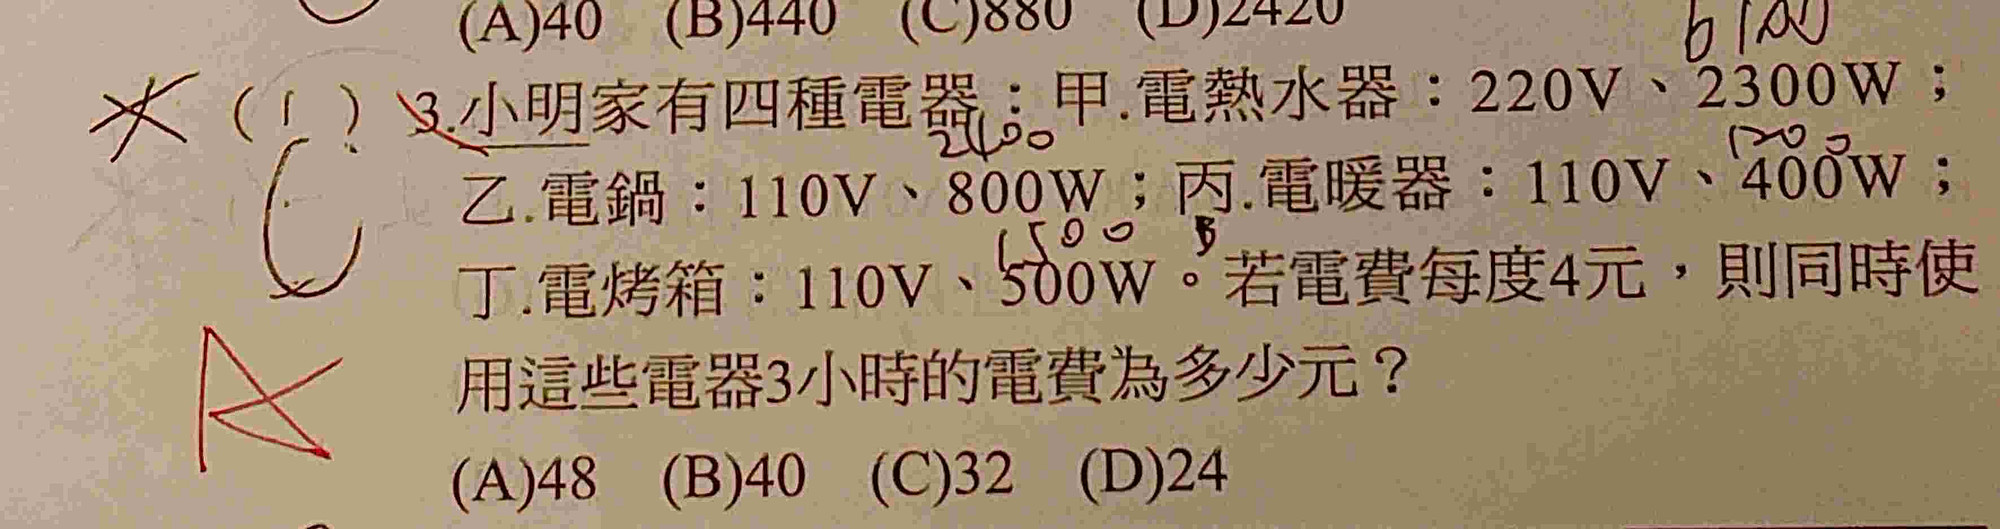 (A)40 (B)440 (C)880 (D)2420
( 1 ) 3.小明家有四種電器：甲.電熱水器：220V、2300W；
2400 1200
乙.電鍋：110V、800W；丙.電暖器：110V、400W；
1500
丁.電烤箱：110V、500W。若電費每度4元，則同時使
用這些電器3小時的電費為多少元？
(A)48 (B)40 (C)32 (D)24